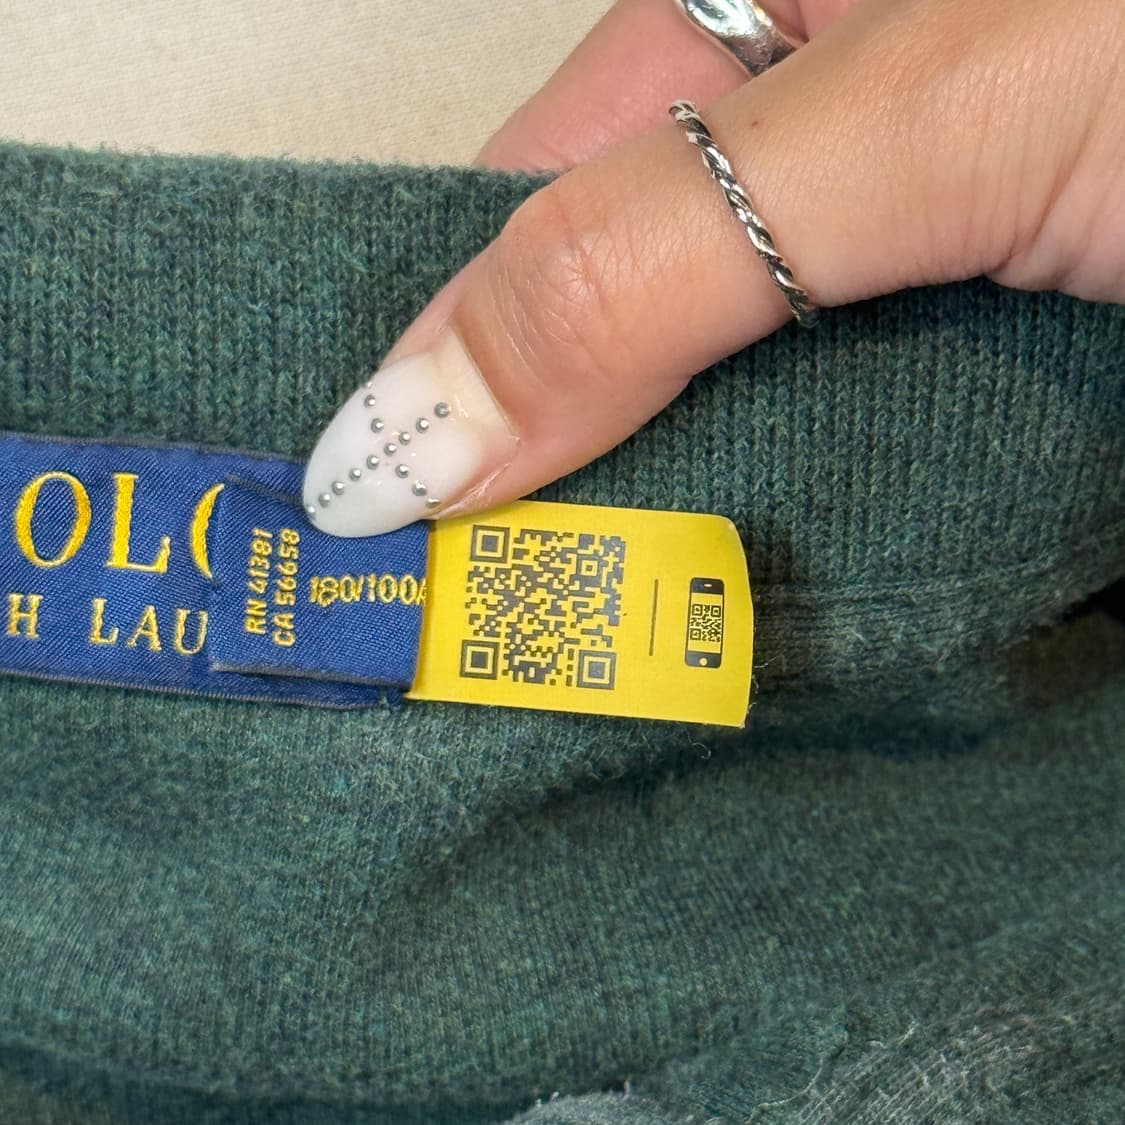 OLO
H LAU
RN 41381
CA 56658
180/100A